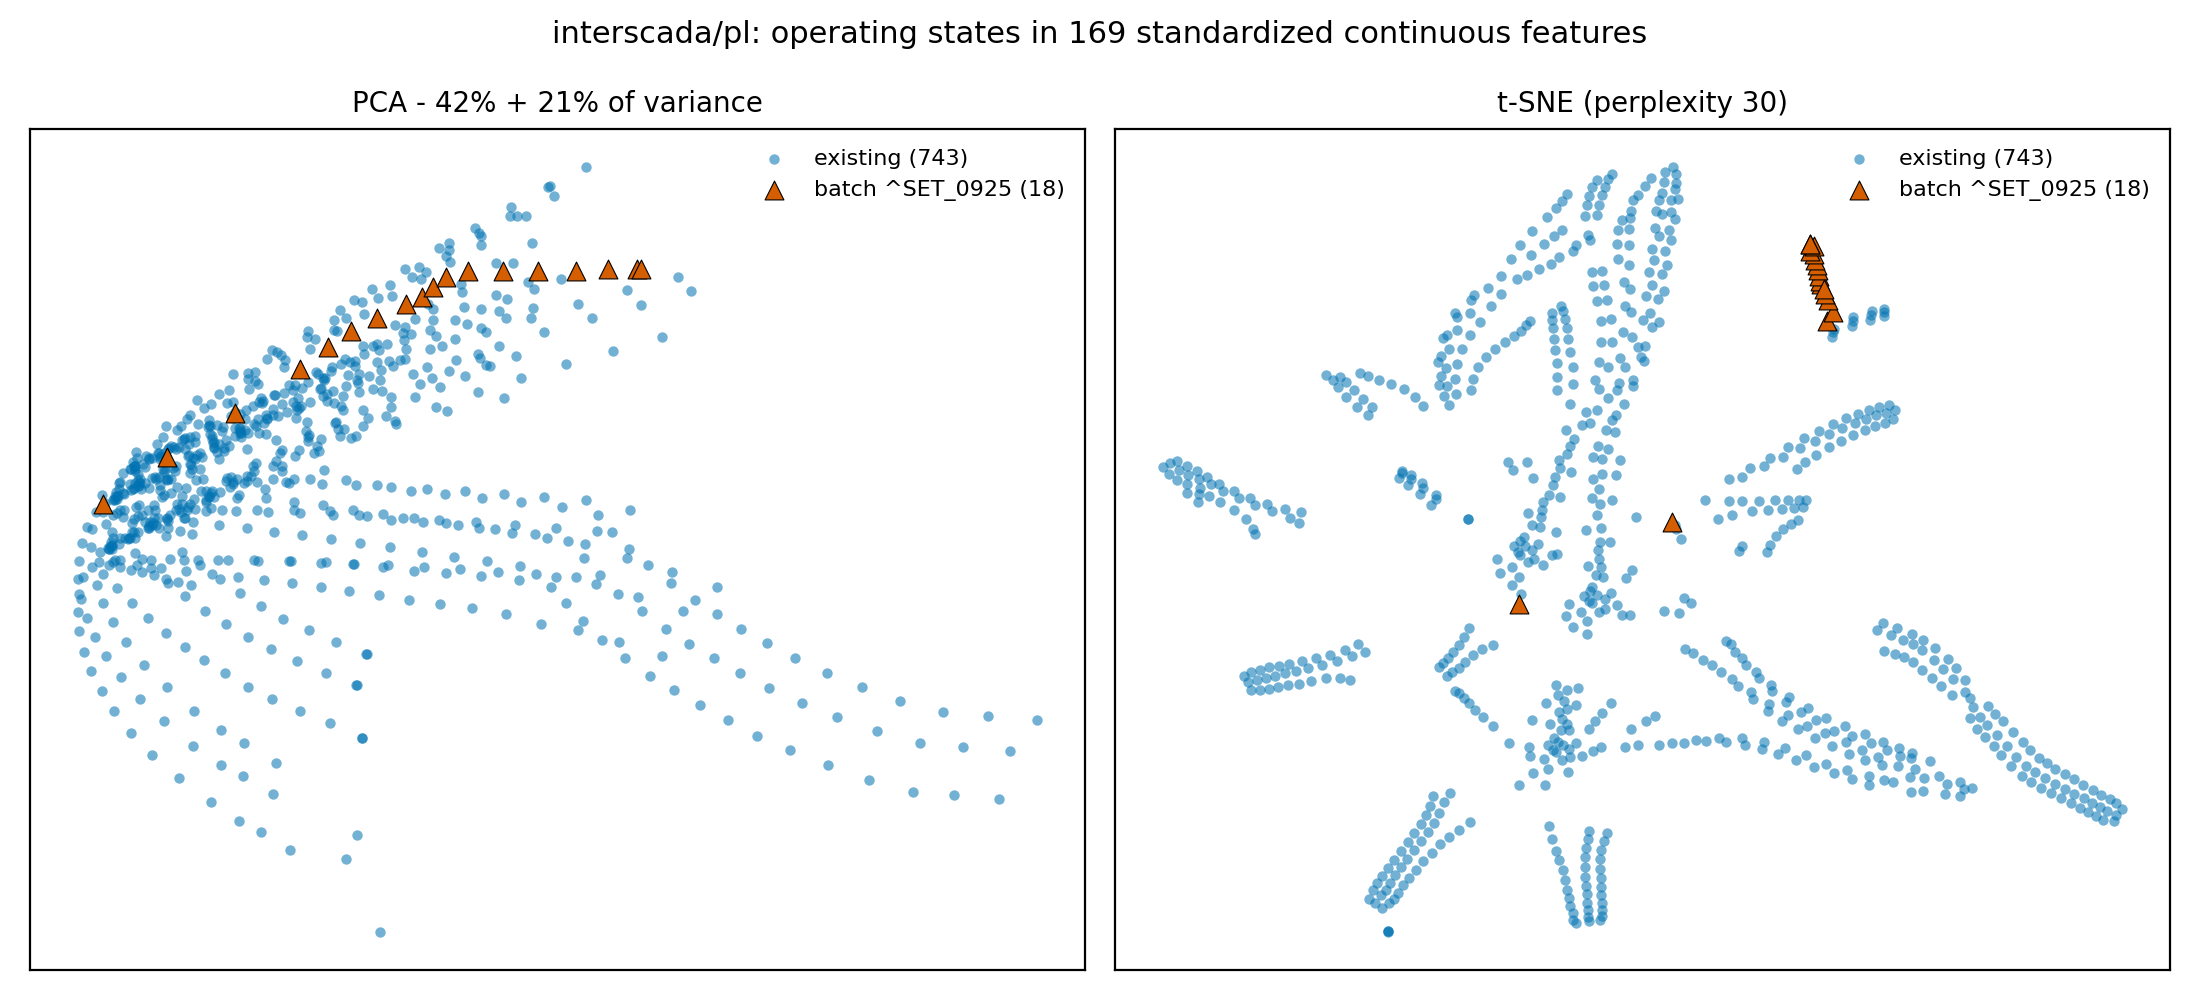 interscada/pl: operating states in 169 standardized continuous features
PCA - 42% + 21% of variance
existing (743)
batch ^SET_0925 (18)
t-SNE (perplexity 30)
existing (743)
batch ^SET_0925 (18)